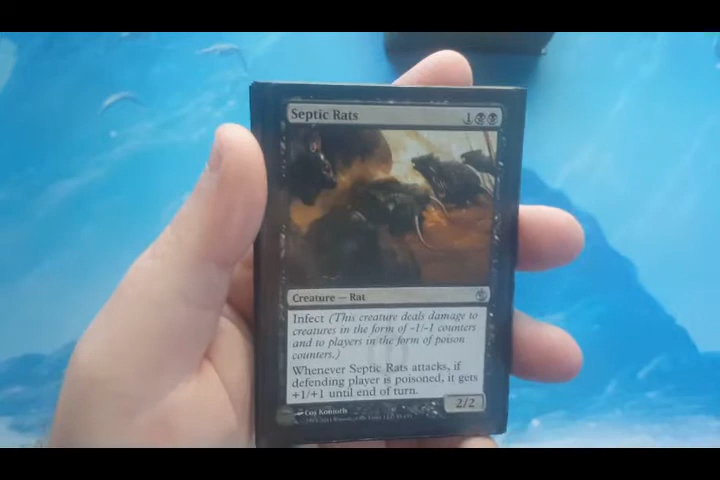 Septic Rats 1
Creature — Rat
Infect (This creature deals damage to
creatures in the form of -1/-1 counters
and to players in the form of poison
counters.)
Whenever Septic Rats attacks, if
defending player is poisoned, it gets
+1/+1 until end of turn.
2/2